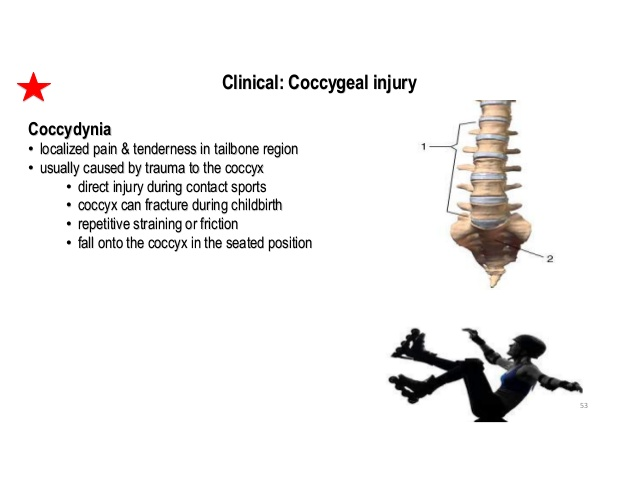 Clinical: Coccygeal injury
Coccydynia
• localized pain & tenderness in tailbone region
• usually caused by trauma to the coccyx
• direct injury during contact sports
• coccyx can fracture during childbirth
• repetitive straining or friction
• fall onto the coccyx in the seated position
1
2
53